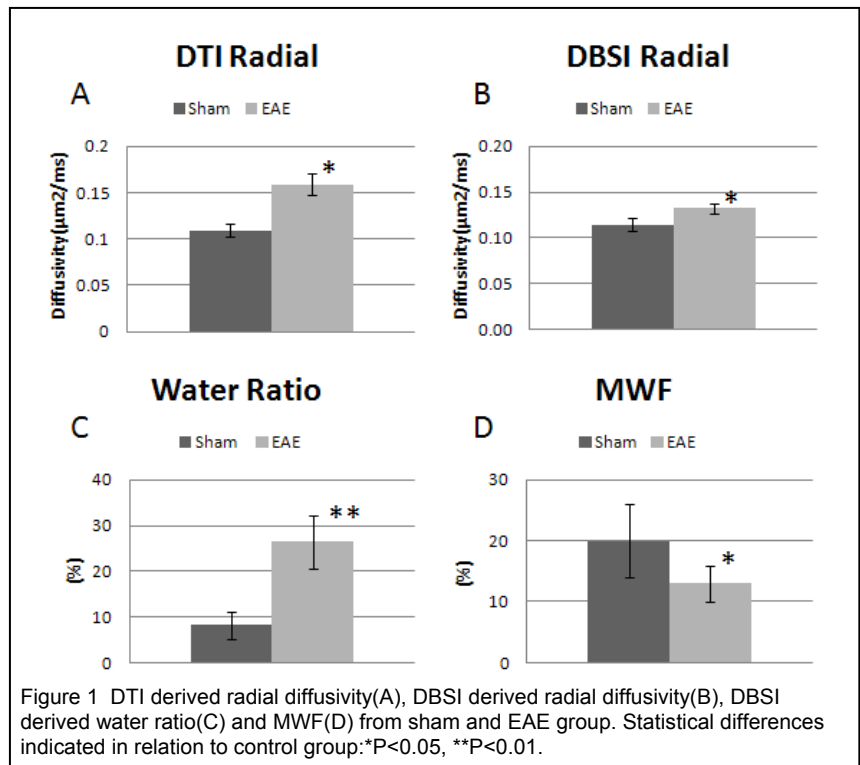 DTI Radial
A
■Sham ■EAE
Diffusivity(µm2/ms)
0.2
0.15
0.1
0.05
0
*
DBSI Radial
B
■Sham ■EAE
Diffusivity(µm2/ms)
0.20
0.15
0.10
0.05
0.00
*
Water Ratio
C
■Sham ■EAE
(%)
40
30
20
10
0
**
MWF
D
■Sham ■EAE
(%)
30
20
10
0
*
Figure 1 DTI derived radial diffusivity(A), DBSI derived radial diffusivity(B), DBSI
derived water ratio(C) and MWF(D) from sham and EAE group. Statistical differences
indicated in relation to control group:*P<0.05, **P<0.01.